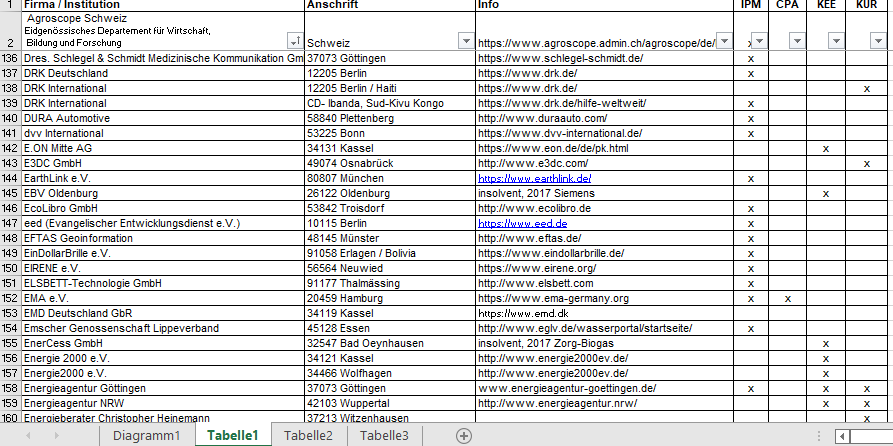 1 Firma / Institution Anschrift Info IPM CPA KEE KUR
Agroscope Schweiz
Eidgenössisches Departement für Wirtschaft,
2 Bildung und Forschung Schweiz https://www.agroscope.admin.ch/agroscope/de/ x
136 Dres. Schlegel & Schmidt Medizinische Kommunikation Gm 37073 Göttingen https://www.schlegel-schmidt.de/ x
137 DRK Deutschland 12205 Berlin https://www.drk.de/ x
138 DRK International 12205 Berlin / Haiti https://www.drk.de/ x
139 DRK International CD- Ibanda, Sud-Kivu Kongo https://www.drk.de/hilfe-weltweit/ x
140 DURA Automotive 58840 Plettenberg http://www.duraauto.com/ x
141 dvv International 53225 Bonn https://www.dvv-international.de/ x
142 E.ON Mitte AG 34131 Kassel https://www.eon.de/de/pk.html x
143 E3DC GmbH 49074 Osnabrück http://www.e3dc.com/ x
144 EarthLink e.V. 80807 München https://www.earthlink.de/ x
145 EBV Oldenburg 26122 Oldenburg insolvent, 2017 Siemens x
146 EcoLibro GmbH 53842 Troisdorf http://www.ecolibro.de x
147 eed (Evangelischer Entwicklungsdienst e.V.) 10115 Berlin https://www.eed.de x
148 EFTAS Geoinformation 48145 Münster http://www.eftas.de/ x
149 EinDollarBrille e.V. 91058 Erlagen / Bolivia https://www.eindollarbrille.de/ x
150 EIRENE e.V. 56564 Neuwied https://www.eirene.org/ x
151 ELSBETT-Technologie GmbH 91177 Thalmässing http://www.elsbett.com x
152 EMA e.V. 20459 Hamburg https://www.ema-germany.org x x
153 EMD Deutschland GbR 34119 Kassel https://www.emd.dk
154 Emscher Genossenschaft Lippeverband 45128 Essen http://www.eglv.de/wasserportal/startseite/ x
155 EnerCess GmbH 32547 Bad Oeynhausen insolvent, 2017 Zorg-Biogas x
156 Energie 2000 e.V. 34121 Kassel http://www.energie2000ev.de/ x
157 Energie2000 e.V. 34466 Wolfhagen http://www.energie2000ev.de/ x
158 Energieagentur Göttingen 37073 Göttingen www.energieagentur-goettingen.de/ x x x
159 Energieagentur NRW 42103 Wuppertal http://www.energieagentur.nrw/ x x
160 Energieberater Christopher Heinemann 37213 Witzenhausen x
Diagramm1 Tabelle1 Tabelle2 Tabelle3